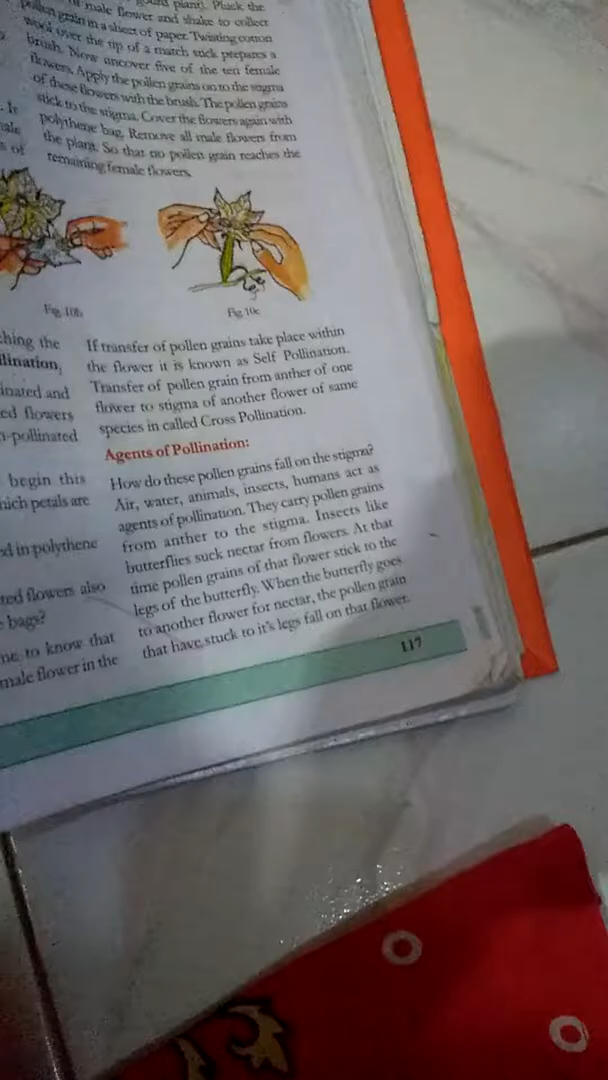 male flower and shake to collect
pollen grain in a sheet of paper. Twisting cotton
wool over the tip of a match stick prepares a
brush. Now uncover five of the ten female
flowers. Apply the pollen grains on to the stigma
of these flowers with the brush. The pollen grains
stick to the stigma. Cover the flowers again with
polythene bag. Remove all male flowers from
the plant. So that no pollen grain reaches the
remaining female flowers.
Fig. 10b
Fig. 10c
the
If transfer of pollen grains take place within
the flower it is known as Self Pollination.
Transfer of pollen grain from anther of one
flower to stigma of another flower of same
species in called Cross Pollination.
and
flowers
pollinated
begin this
petals are
in polythene
flowers also
bags?
to know that
male flower in the
Agents of Pollination:
How do these pollen grains fall on the stigma?
Air, water, animals, insects, humans act as
agents of pollination. They carry pollen grains
from anther to the stigma. Insects like
butterflies suck nectar from flowers. At that
time pollen grains of that flower stick to the
legs of the butterfly. When the butterfly goes
to another flower for nectar, the pollen grain
that have stuck to it's legs fall on that flower.
117